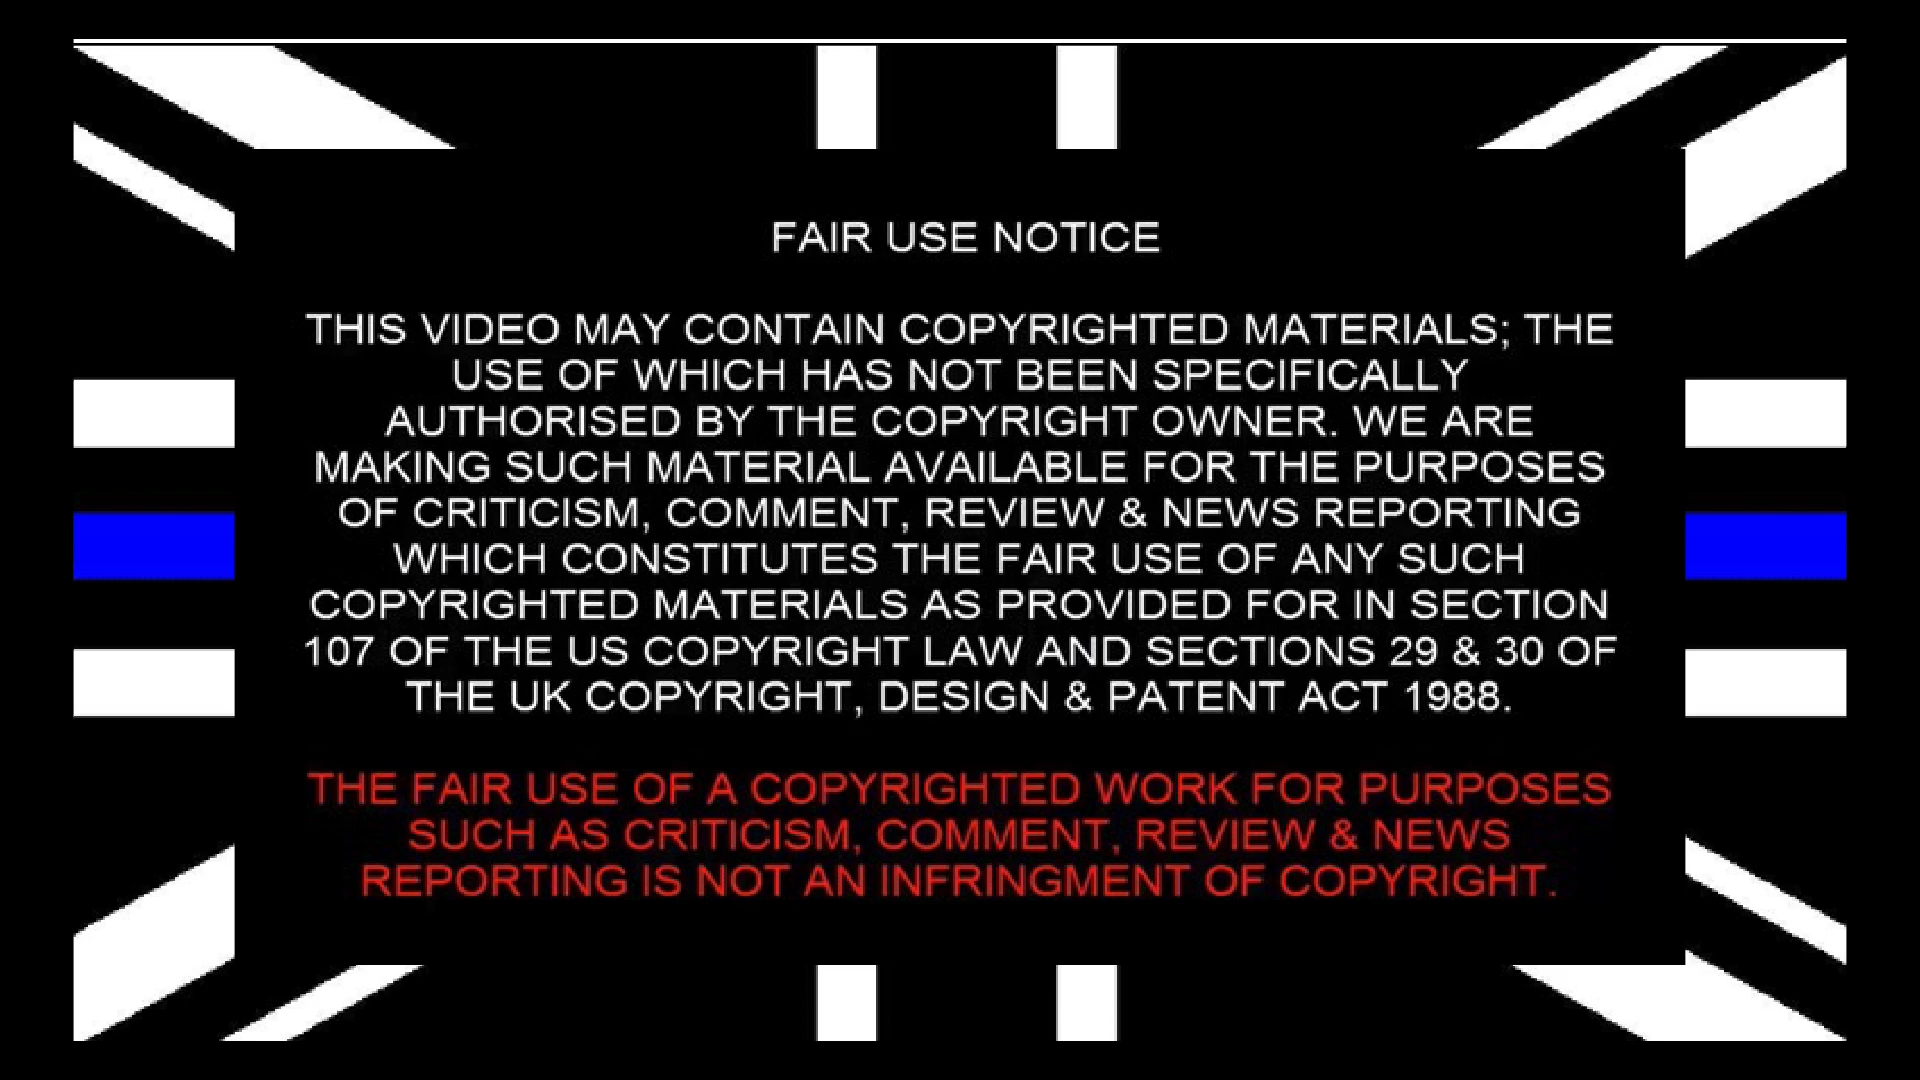 FAIR USE NOTICE
THIS VIDEO MAY CONTAIN COPYRIGHTED MATERIALS; THE
USE OF WHICH HAS NOT BEEN SPECIFICALLY
AUTHORISED BY THE COPYRIGHT OWNER. WE ARE
MAKING SUCH MATERIAL AVAILABLE FOR THE PURPOSES
OF CRITICISM, COMMENT, REVIEW & NEWS REPORTING
WHICH CONSTITUTES THE FAIR USE OF ANY SUCH
COPYRIGHTED MATERIALS AS PROVIDED FOR IN SECTION
107 OF THE US COPYRIGHT LAW AND SECTIONS 29 & 30 OF
THE UK COPYRIGHT, DESIGN & PATENT ACT 1988.
THE FAIR USE OF A COPYRIGHTED WORK FOR PURPOSES
SUCH AS CRITICISM, COMMENT, REVIEW & NEWS
REPORTING IS NOT AN INFRINGMENT OF COPYRIGHT.